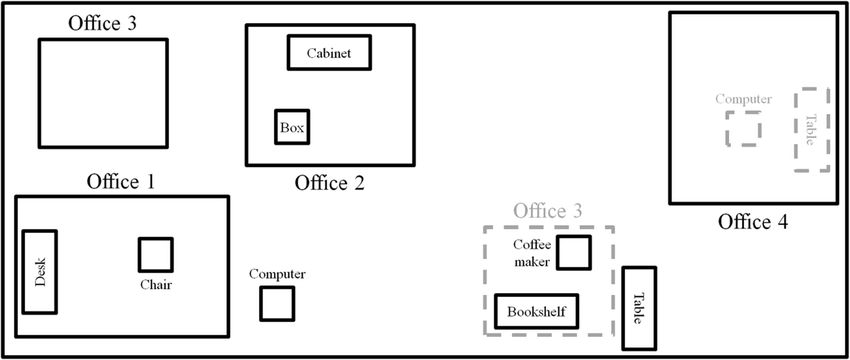 Office 3
Cabinet
Box
Office 2
Office 1
Desk
Chair
Computer
Office 3
Coffee
maker
Bookshelf
Table
Computer
Table
Office 4